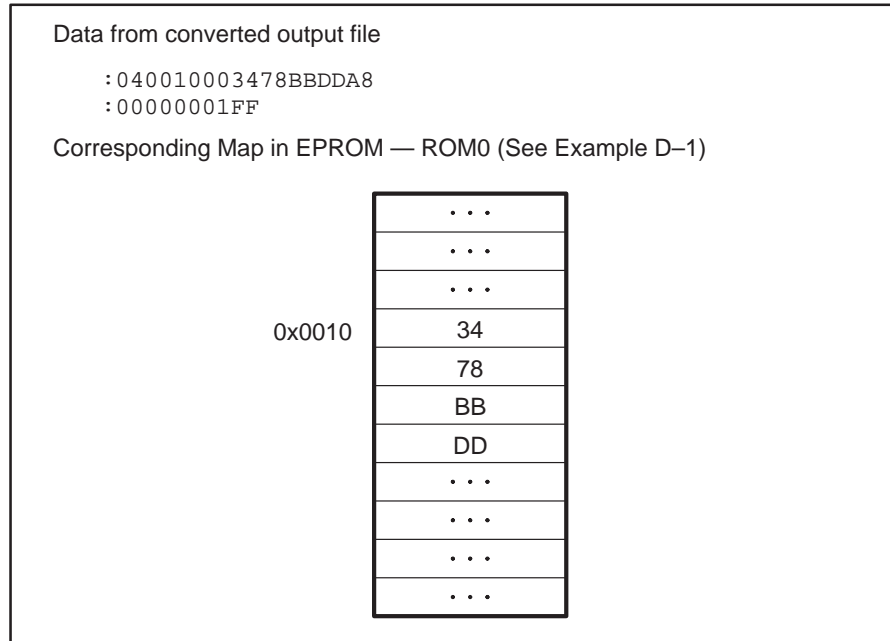 Data from converted output file
:040010003478BBDDA8
:00000001FF
Corresponding Map in EPROM — ROM0 (See Example D–1)
. . .
. . .
. . .
0x0010 34
78
BB
DD
. . .
. . .
. . .
. . .